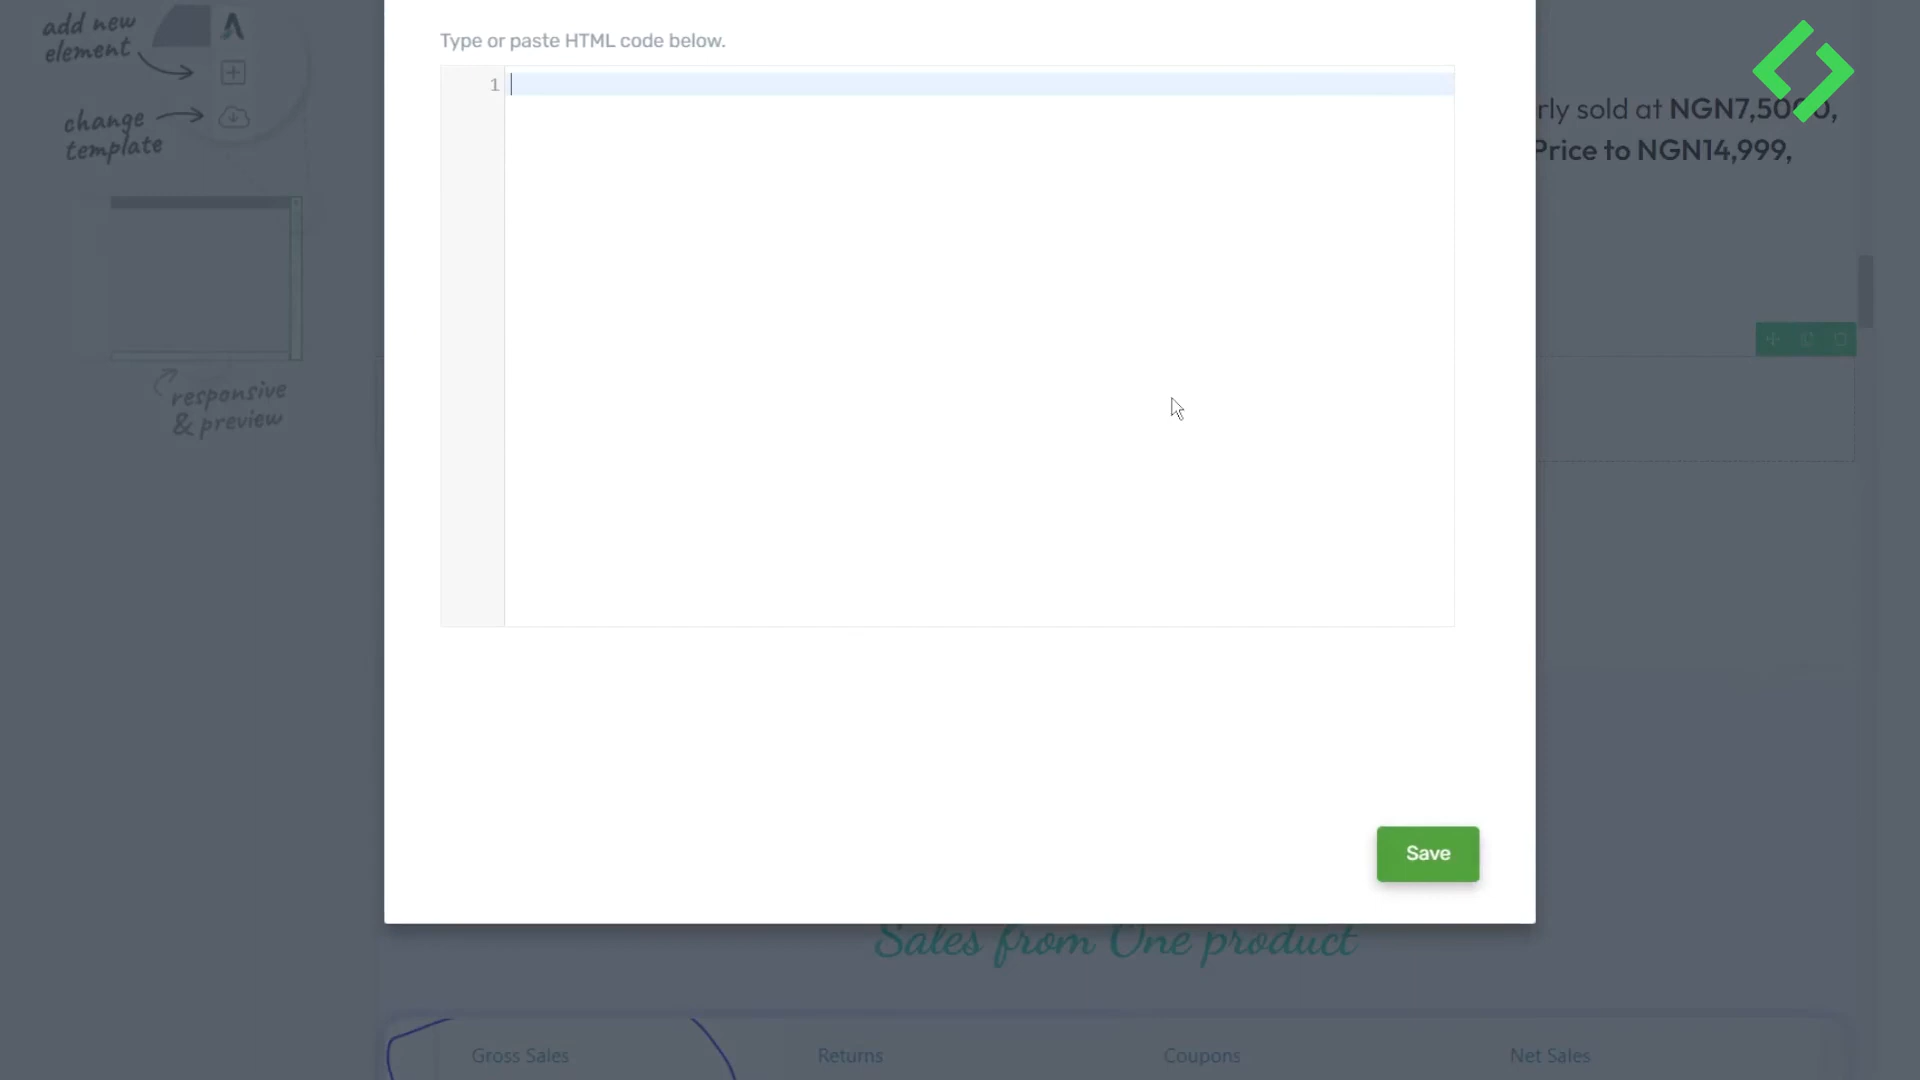 add new
element
change
template
responsive
& preview
Type or paste HTML code below.
1
rly sold at NGN7,5000,
Price to NGN14,999,
Save
Sales from One product
Gross Sales
Returns
Coupons
Net Sales